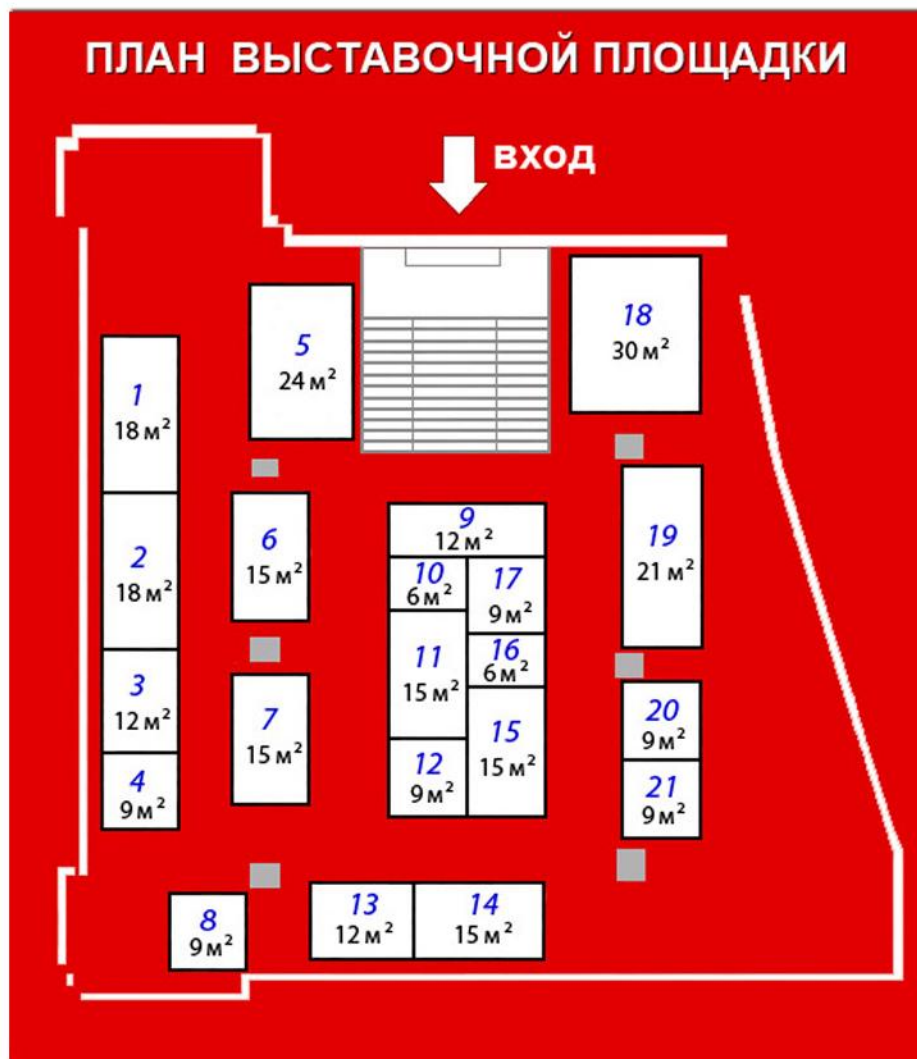 ПЛАН ВЫСТАВОЧНОЙ ПЛОЩАДКИ
ВХОД
1
18 м²
2
18 м²
3
12 м²
4
9 м²
5
24 м²
6
15 м²
7
15 м²
8
9 м²
9
12 м²
10
6 м²
11
15 м²
12
9 м²
13
12 м²
14
15 м²
15
15 м²
16
6 м²
17
9 м²
18
30 м²
19
21 м²
20
9 м²
21
9 м²